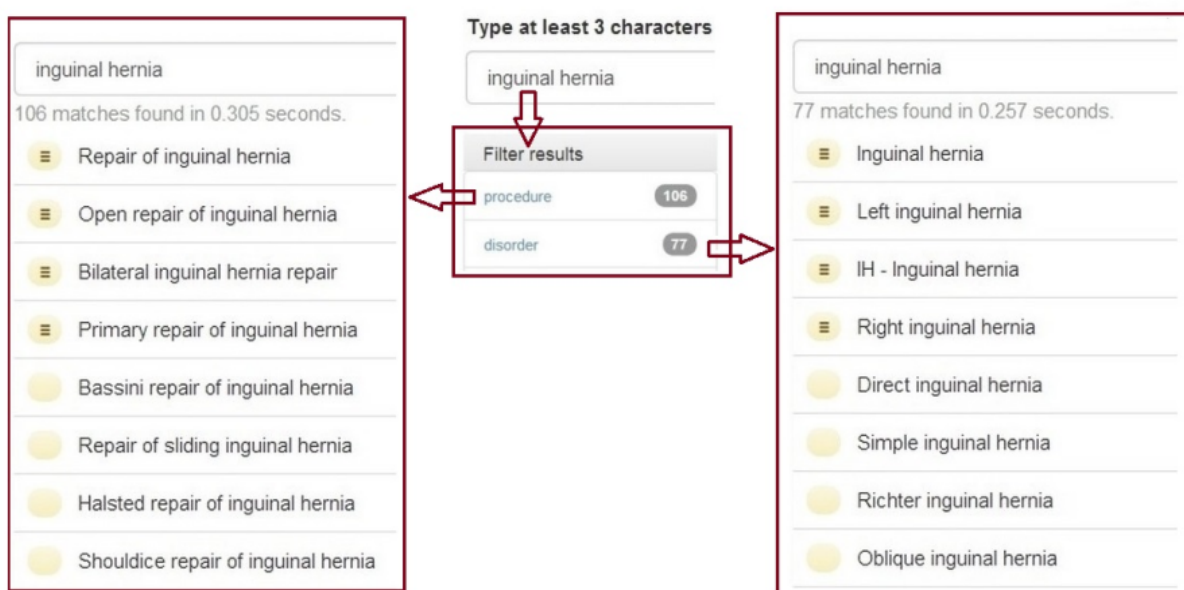 inguinal hernia
106 matches found in 0.305 seconds.
Repair of inguinal hernia
Open repair of inguinal hernia
Bilateral inguinal hernia repair
Primary repair of inguinal hernia
Bassini repair of inguinal hernia
Repair of sliding inguinal hernia
Halsted repair of inguinal hernia
Shouldice repair of inguinal hernia
Type at least 3 characters
inguinal hernia
Filter results
procedure 106
disorder 77
inguinal hernia
77 matches found in 0.257 seconds.
Inguinal hernia
Left inguinal hernia
IH - Inguinal hernia
Right inguinal hernia
Direct inguinal hernia
Simple inguinal hernia
Richter inguinal hernia
Oblique inguinal hernia